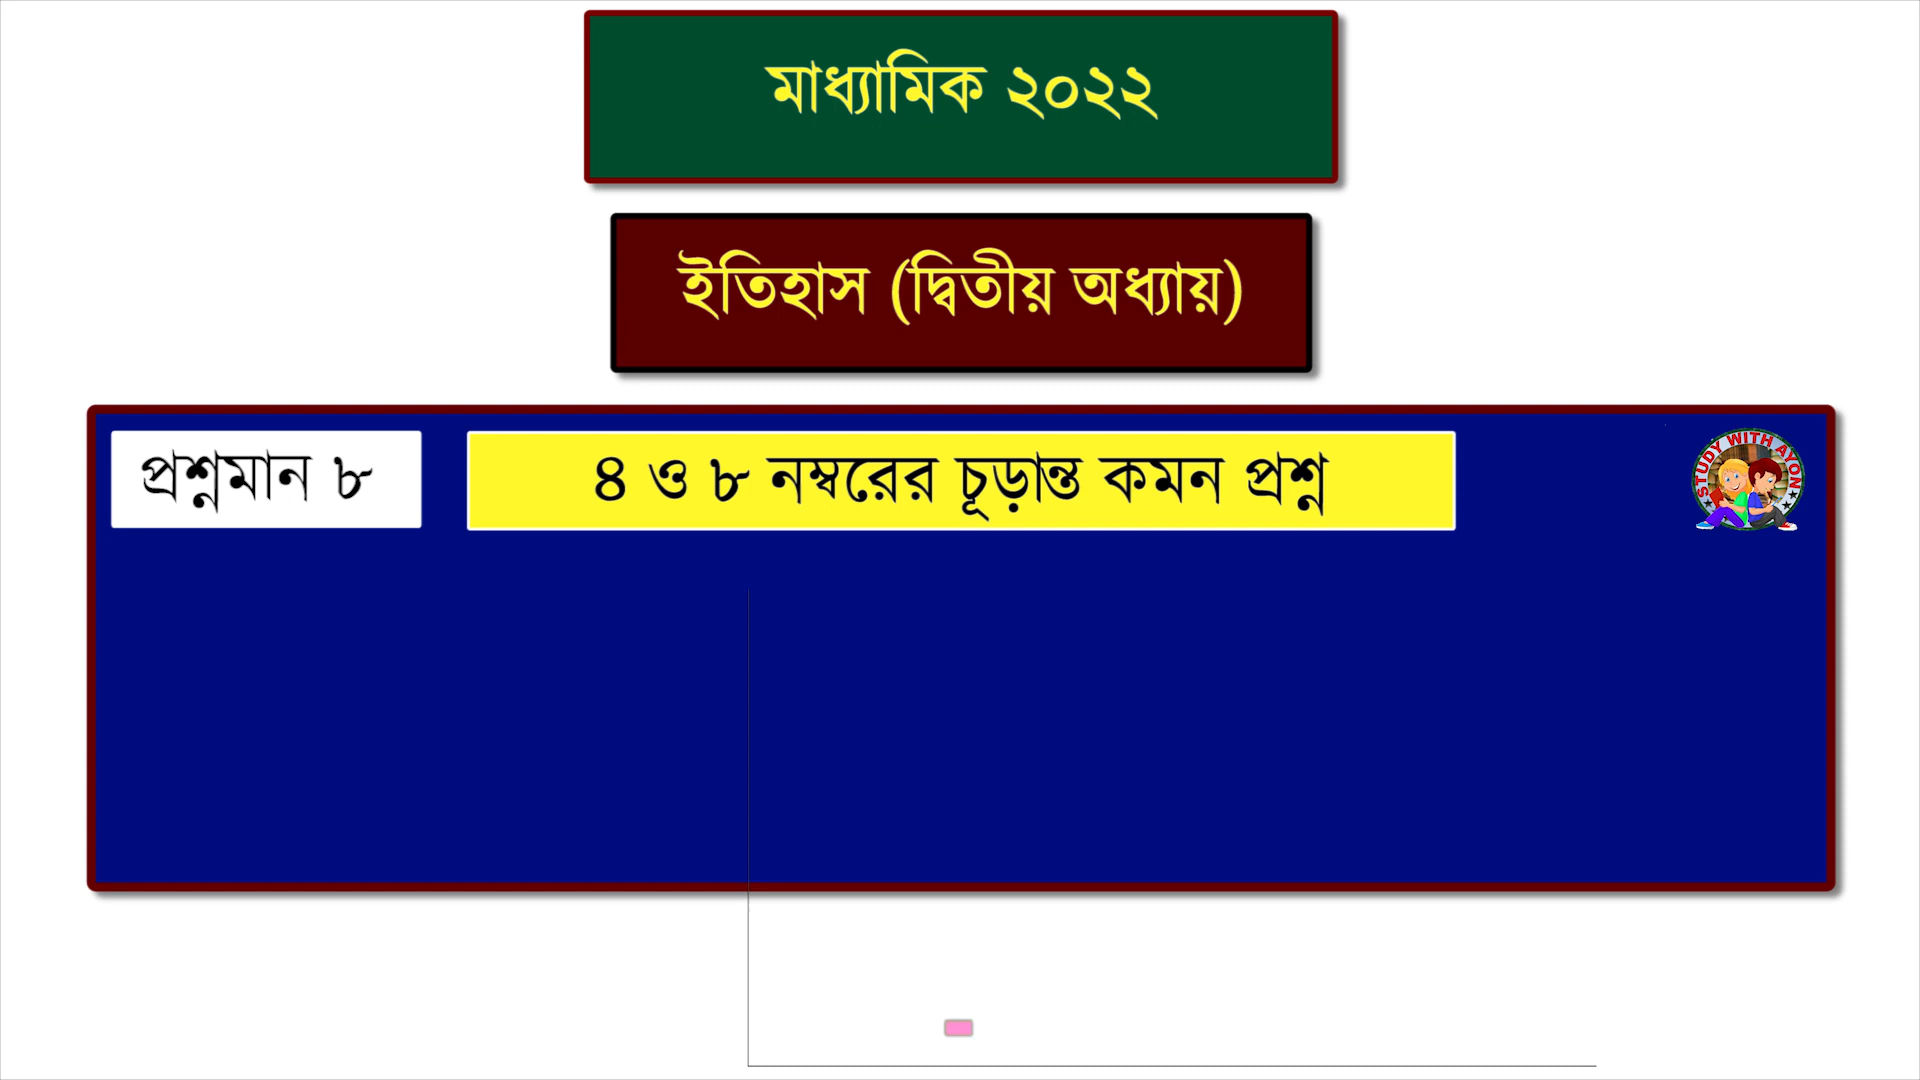 মাধ্যামিক ২০২২
ইতিহাস (দ্বিতীয় অধ্যায়)
প্রশ্নমান ৮
৪ ও ৮ নম্বরের চূড়ান্ত কমন প্রশ্ন
STUDY WITH AYON